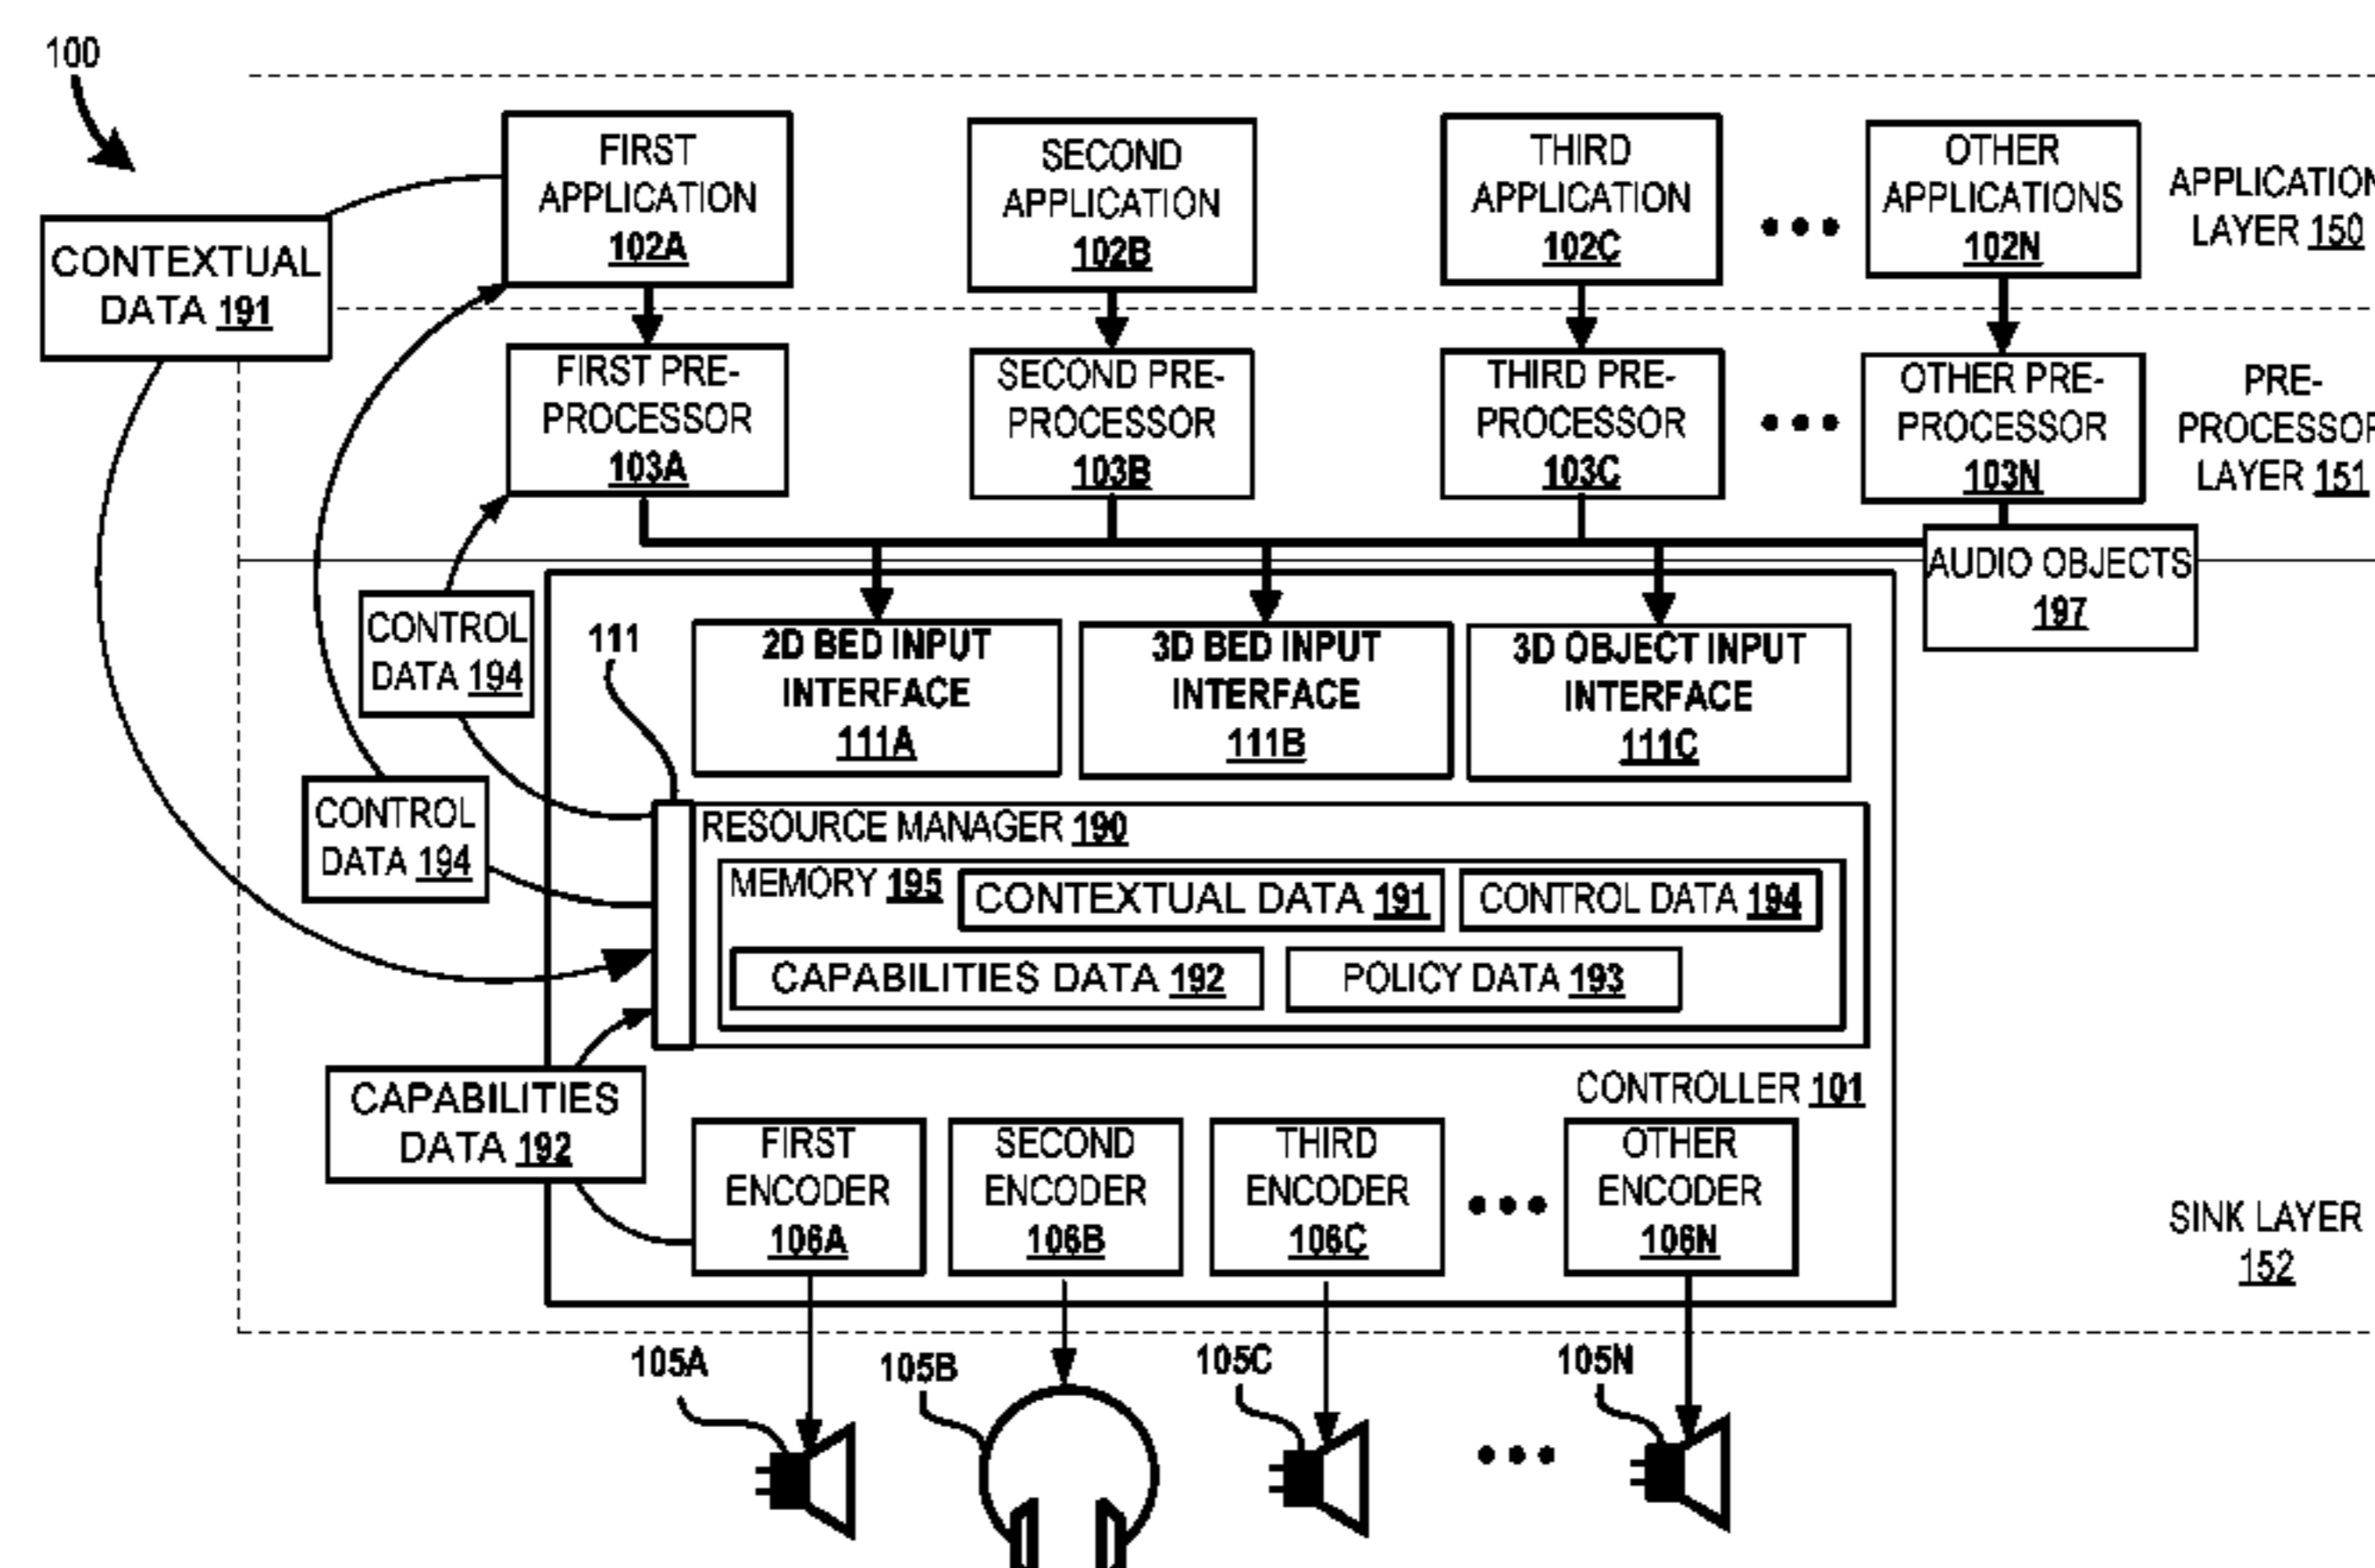 100
FIRST
APPLICATION
102A
SECOND
APPLICATION
102B
THIRD
APPLICATION
102C
OTHER
APPLICATIONS
102N
APPLICATION
LAYER 150
CONTEXTUAL
DATA 191
FIRST PRE-
PROCESSOR
103A
SECOND PRE-
PROCESSOR
103B
THIRD PRE-
PROCESSOR
103C
OTHER PRE-
PROCESSOR
103N
PRE-
PROCESSOR
LAYER 151
AUDIO OBJECTS
197
CONTROL
DATA 194
111
2D BED INPUT
INTERFACE
111A
3D BED INPUT
INTERFACE
111B
3D OBJECT INPUT
INTERFACE
111C
CONTROL
DATA 194
RESOURCE MANAGER 190
MEMORY 195
CONTEXTUAL DATA 191
CONTROL DATA 194
CAPABILITIES DATA 192
POLICY DATA 193
CAPABILITIES
DATA 192
CONTROLLER 101
FIRST
ENCODER
106A
SECOND
ENCODER
106B
THIRD
ENCODER
106C
OTHER
ENCODER
106N
SINK LAYER
152
105A
105B
105C
105N